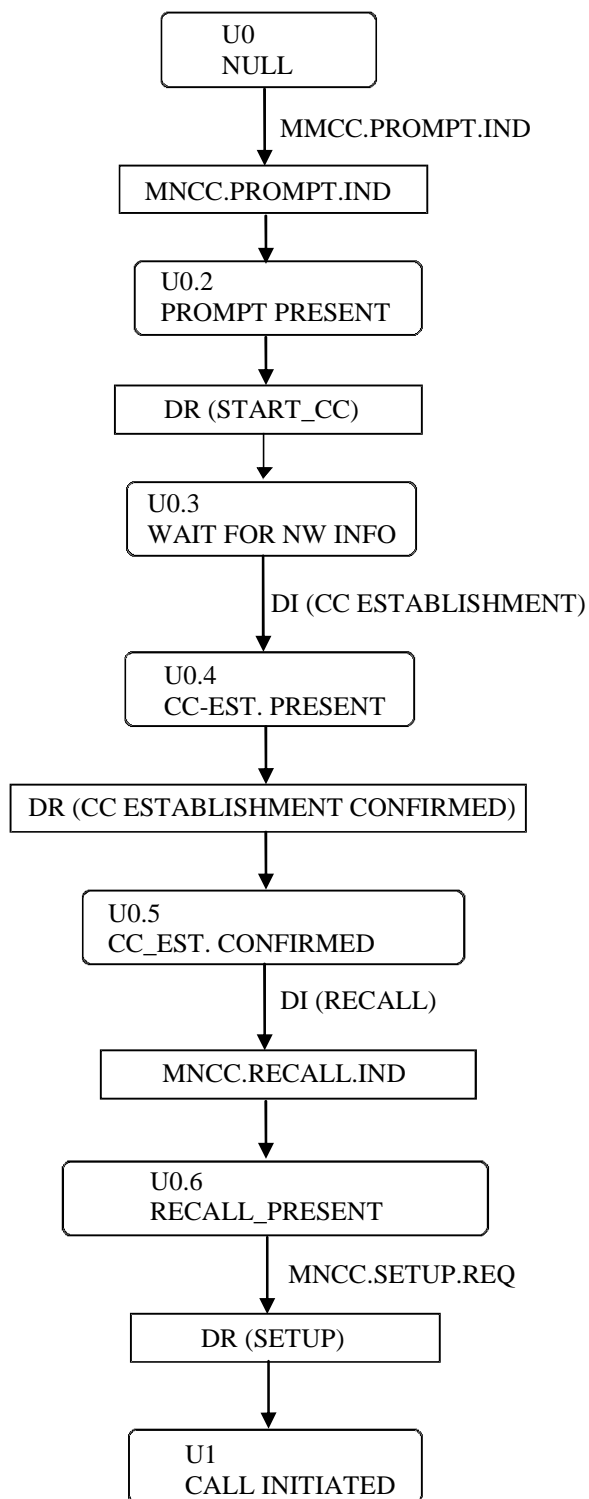 U0
NULL
MMCC.PROMPT.IND
MNCC.PROMPT.IND
U0.2
PROMPT PRESENT
DR (START_CC)
U0.3
WAIT FOR NW INFO
DI (CC ESTABLISHMENT)
U0.4
CC-EST. PRESENT
DR (CC ESTABLISHMENT CONFIRMED)
U0.5
CC_EST. CONFIRMED
DI (RECALL)
MNCC.RECALL.IND
U0.6
RECALL_PRESENT
MNCC.SETUP.REQ
DR (SETUP)
U1
CALL INITIATED